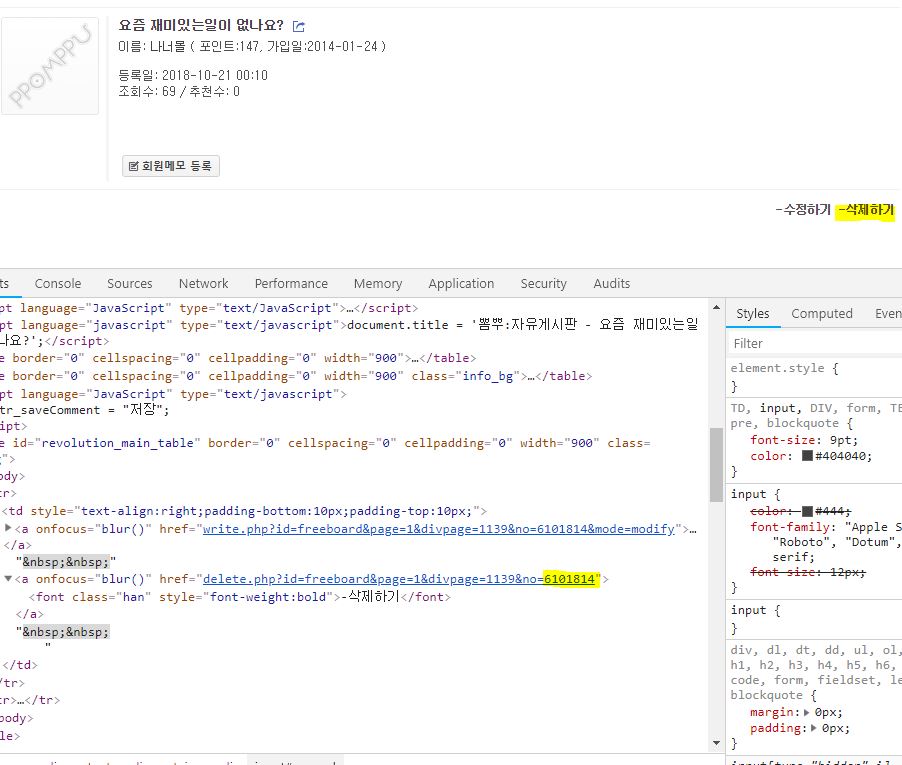 PPOMPPU
요즘 재미있는일이 없나요?
이름: 나너몰 ( 포인트:147, 가입일:2014-01-24 )
등록일: 2018-10-21 00:10
조회수: 69 / 추천수: 0
회원메모 등록
-수정하기 -삭제하기
ts Console Sources Network Performance Memory Application Security Audits
pt language="JavaScript" type="text/JavaScript">…</script>
pt language="javascript" type="text/javascript">document.title = '뽐뿌:자유게시판 - 요즘 재미있는일
나요?';</script>
e border="0" cellspacing="0" cellpadding="0" width="900">…</table>
e border="0" cellspacing="0" cellpadding="0" width="900" class="info_bg">…</table>
pt language="JavaScript" type="text/javascript">
tr_saveComment = "저장";
ipt>
e id="revolution_main_table" border="0" cellspacing="0" cellpadding="0" width="900" class=
">
ody>
tr>
<td style="text-align:right;padding-bottom:10px;padding-top:10px;">
<a onfocus="blur()" href="write.php?id=freeboard&page=1&divpage=1139&no=6101814&mode=modify">…
</a>
"&nbsp;&nbsp;"
<a onfocus="blur()" href="delete.php?id=freeboard&page=1&divpage=1139&no=6101814">
<font class="han" style="font-weight:bold">-삭제하기</font>
</a>
"&nbsp;&nbsp;
"
</td>
/tr>
tr>…</tr>
body>
le>
Styles Computed Even
Filter
element.style {
}
TD, input, DIV, form, TE
pre, blockquote {
font-size: 9pt;
color: #404040;
}
input {
color: #444;
font-family: "Apple S
"Roboto", "Dotum",
serif;
font-size: 12px;
}
input {
}
div, dl, dt, dd, ul, ol,
h1, h2, h3, h4, h5, h6,
code, form, fieldset, le
blockquote {
margin: 0px;
padding: 0px;
}